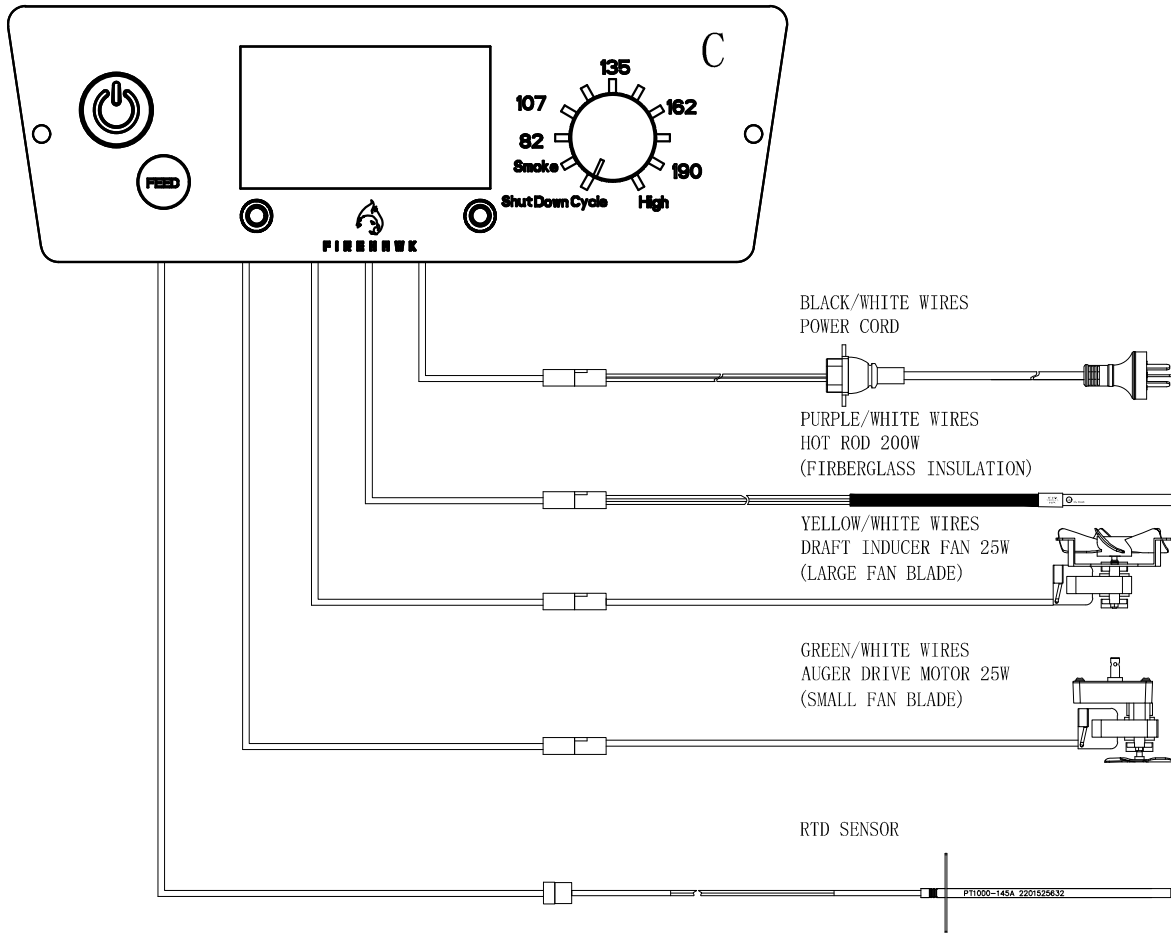 C
135
107
162
82
Smoke
190
FEED
Shut Down Cycle
High
FIREHAWK
BLACK/WHITE WIRES
POWER CORD
PURPLE/WHITE WIRES
HOT ROD 200W
(FIRBERGLASS INSULATION)
YELLOW/WHITE WIRES
DRAFT INDUCER FAN 25W
(LARGE FAN BLADE)
GREEN/WHITE WIRES
AUGER DRIVE MOTOR 25W
(SMALL FAN BLADE)
RTD SENSOR
PT1000-145A 2201525632